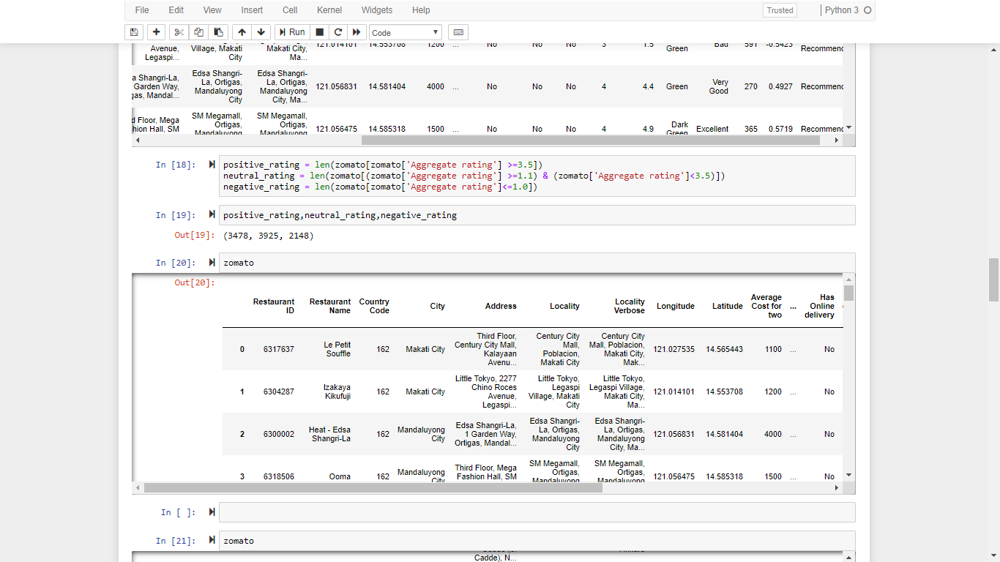 File Edit View Insert Cell Kernel Widgets Help Trusted Python 3
Run Code
Avenue, Legaspi... Village, Makati City Makati City, Ma... 121.014101 14.553708 1200 ... No No No 3 1.5 Green Bad 591 -0.5423 Recommend
a Shangri-La, Garden Way, gas, Mandal... Edsa Shangri-La, Ortigas, Mandaluyong City Edsa Shangri-La, Ortigas, Mandaluyong City, Ma... 121.056831 14.581404 4000 ... No No No 4 4.4 Green Very Good 270 0.4927 Recommend
d Floor, Mega hion Hall, SM SM Megamall, Ortigas, Mandaluyong SM Megamall, Ortigas, Mandaluyong 121.056475 14.585318 1500 ... No No No 4 4.9 Dark Green Excellent 365 0.5719 Recommend
In [18]: positive_rating = len(zomato[zomato['Aggregate rating'] >=3.5])
neutral_rating = len(zomato[(zomato['Aggregate rating'] >=1.1) & (zomato['Aggregate rating']<3.5)])
negative_rating = len(zomato[zomato['Aggregate rating']<=1.0])
In [19]: positive_rating,neutral_rating,negative_rating
Out[19]: (3478, 3925, 2148)
In [20]: zomato
Out[20]:
Restaurant ID Restaurant Name Country Code City Address Locality Locality Verbose Longitude Latitude Average Cost for two ... Has Online delivery
0 6317637 Le Petit Souffle 162 Makati City Third Floor, Century City Mall, Kalayaan Avenu... Century City Mall, Poblacion, Makati City Century City Mall, Poblacion, Makati City, Mak... 121.027535 14.565443 1100 ... No
1 6304287 Izakaya Kikufuji 162 Makati City Little Tokyo, 2277 Chino Roces Avenue, Legaspi... Little Tokyo, Legaspi Village, Makati City Little Tokyo, Legaspi Village, Makati City, Ma... 121.014101 14.553708 1200 ... No
2 6300002 Heat - Edsa Shangri-La 162 Mandaluyong City Edsa Shangri-La, 1 Garden Way, Ortigas, Mandal... Edsa Shangri-La, Ortigas, Mandaluyong City Edsa Shangri-La, Ortigas, Mandaluyong City, Ma... 121.056831 14.581404 4000 ... No
3 6318506 Ooma 162 Mandaluyong City Third Floor, Mega Fashion Hall, SM SM Megamall, Ortigas, Mandaluyong SM Megamall, Ortigas, Mandaluyong 121.056475 14.585318 1500 ... No
In [ ]:
In [21]: zomato
Cadde), N...